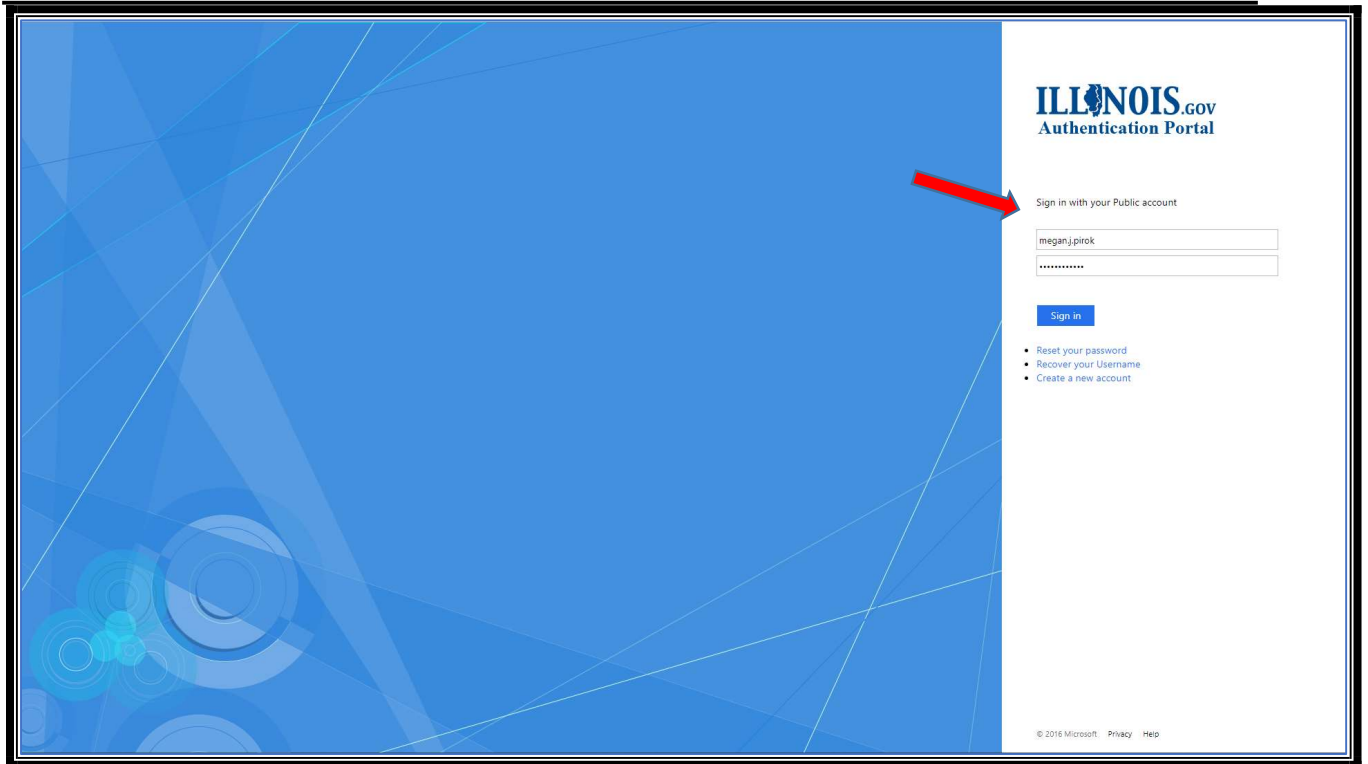 ILLINOIS.GOV
Authentication Portal
Sign in with your Public account
megan.j.pirok
••••••••••••
Sign in
• Reset your password
• Recover your Username
• Create a new account
© 2016 Microsoft Privacy Help